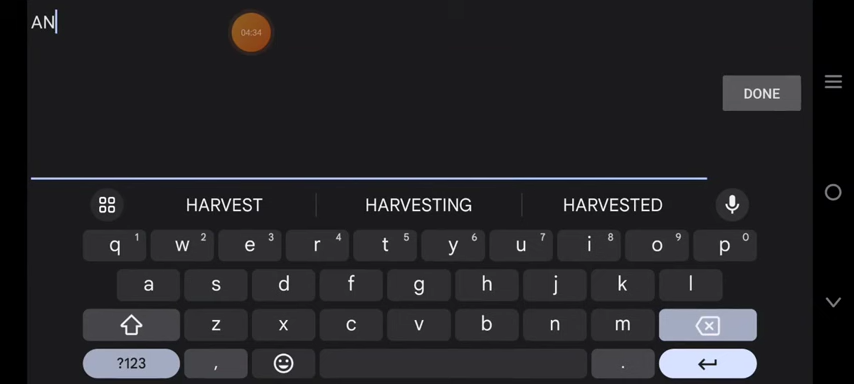 AN
04:34
DONE
HARVEST HARVESTING HARVESTED
q 1 w 2 e 3 r 4 t 5 y 6 u 7 i 8 o 9 p 0
a s d f g h j k l
z x c v b n m
?123 , .